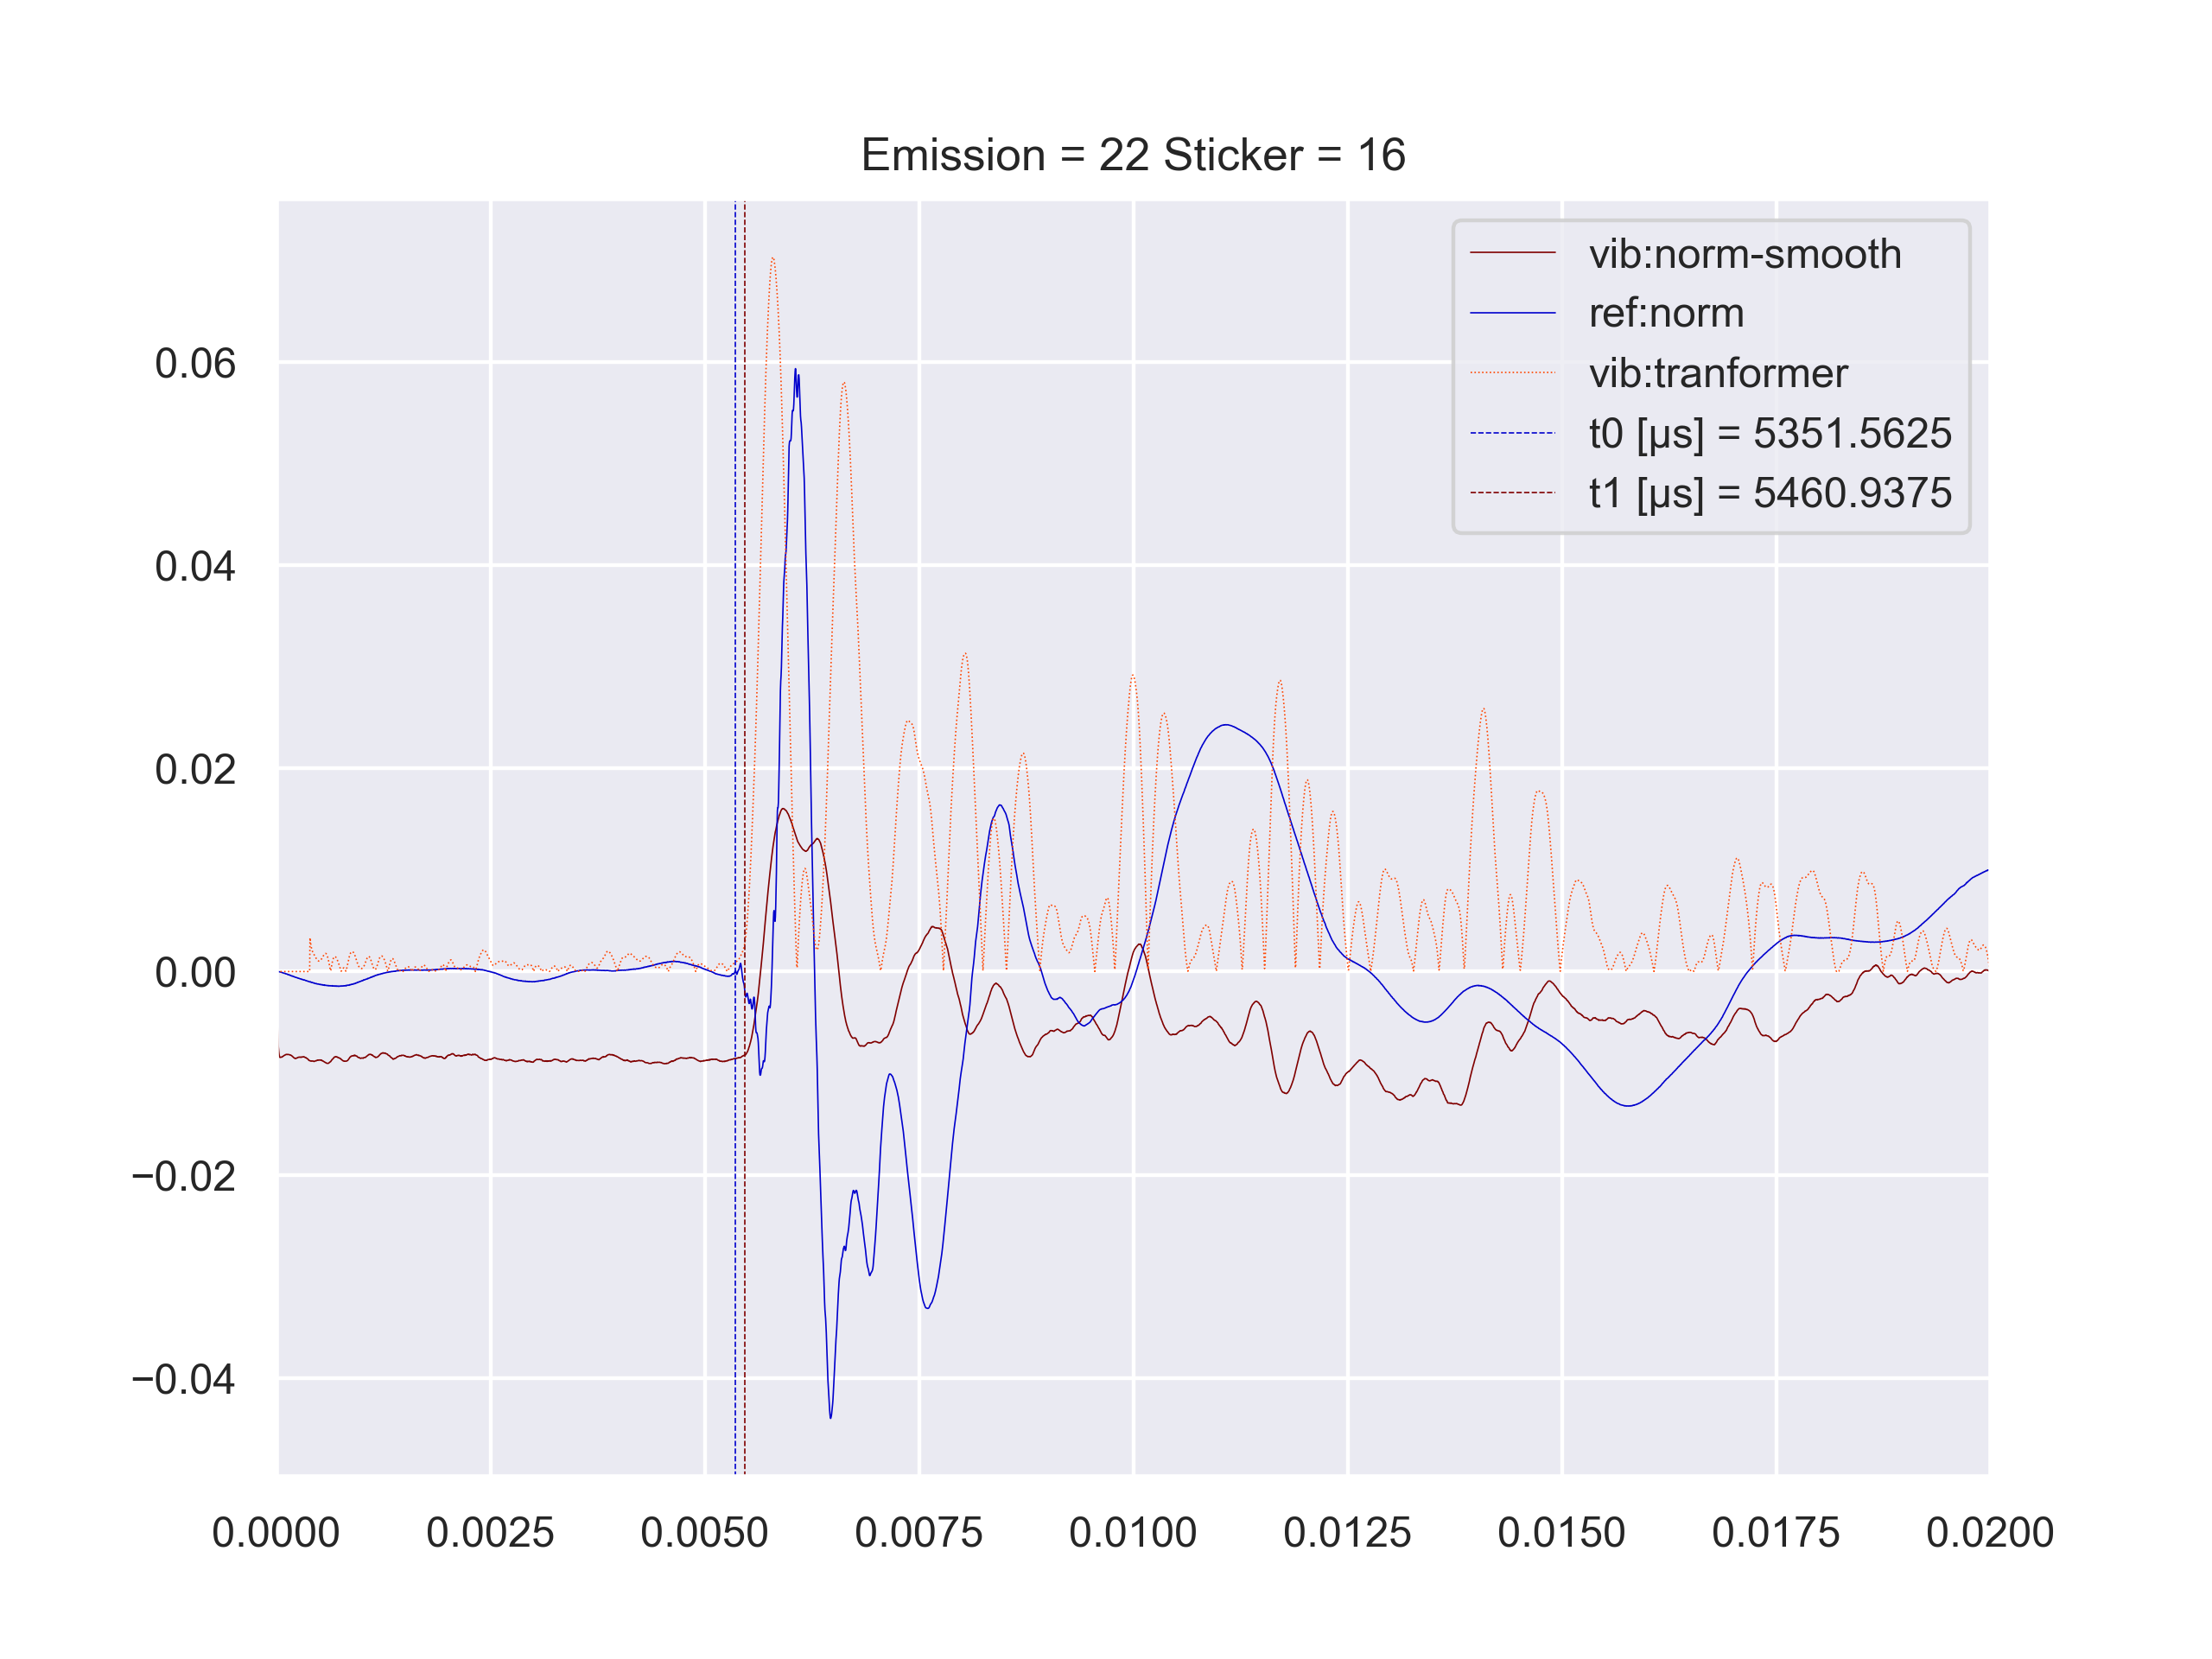 Emission = 22 Sticker = 16
vib:norm-smooth
ref:norm
vib:tranformer
t0 [µs] = 5351.5625
t1 [µs] = 5460.9375
0.06
0.04
0.02
0.00
−0.02
−0.04
0.0000 0.0025 0.0050 0.0075 0.0100 0.0125 0.0150 0.0175 0.0200